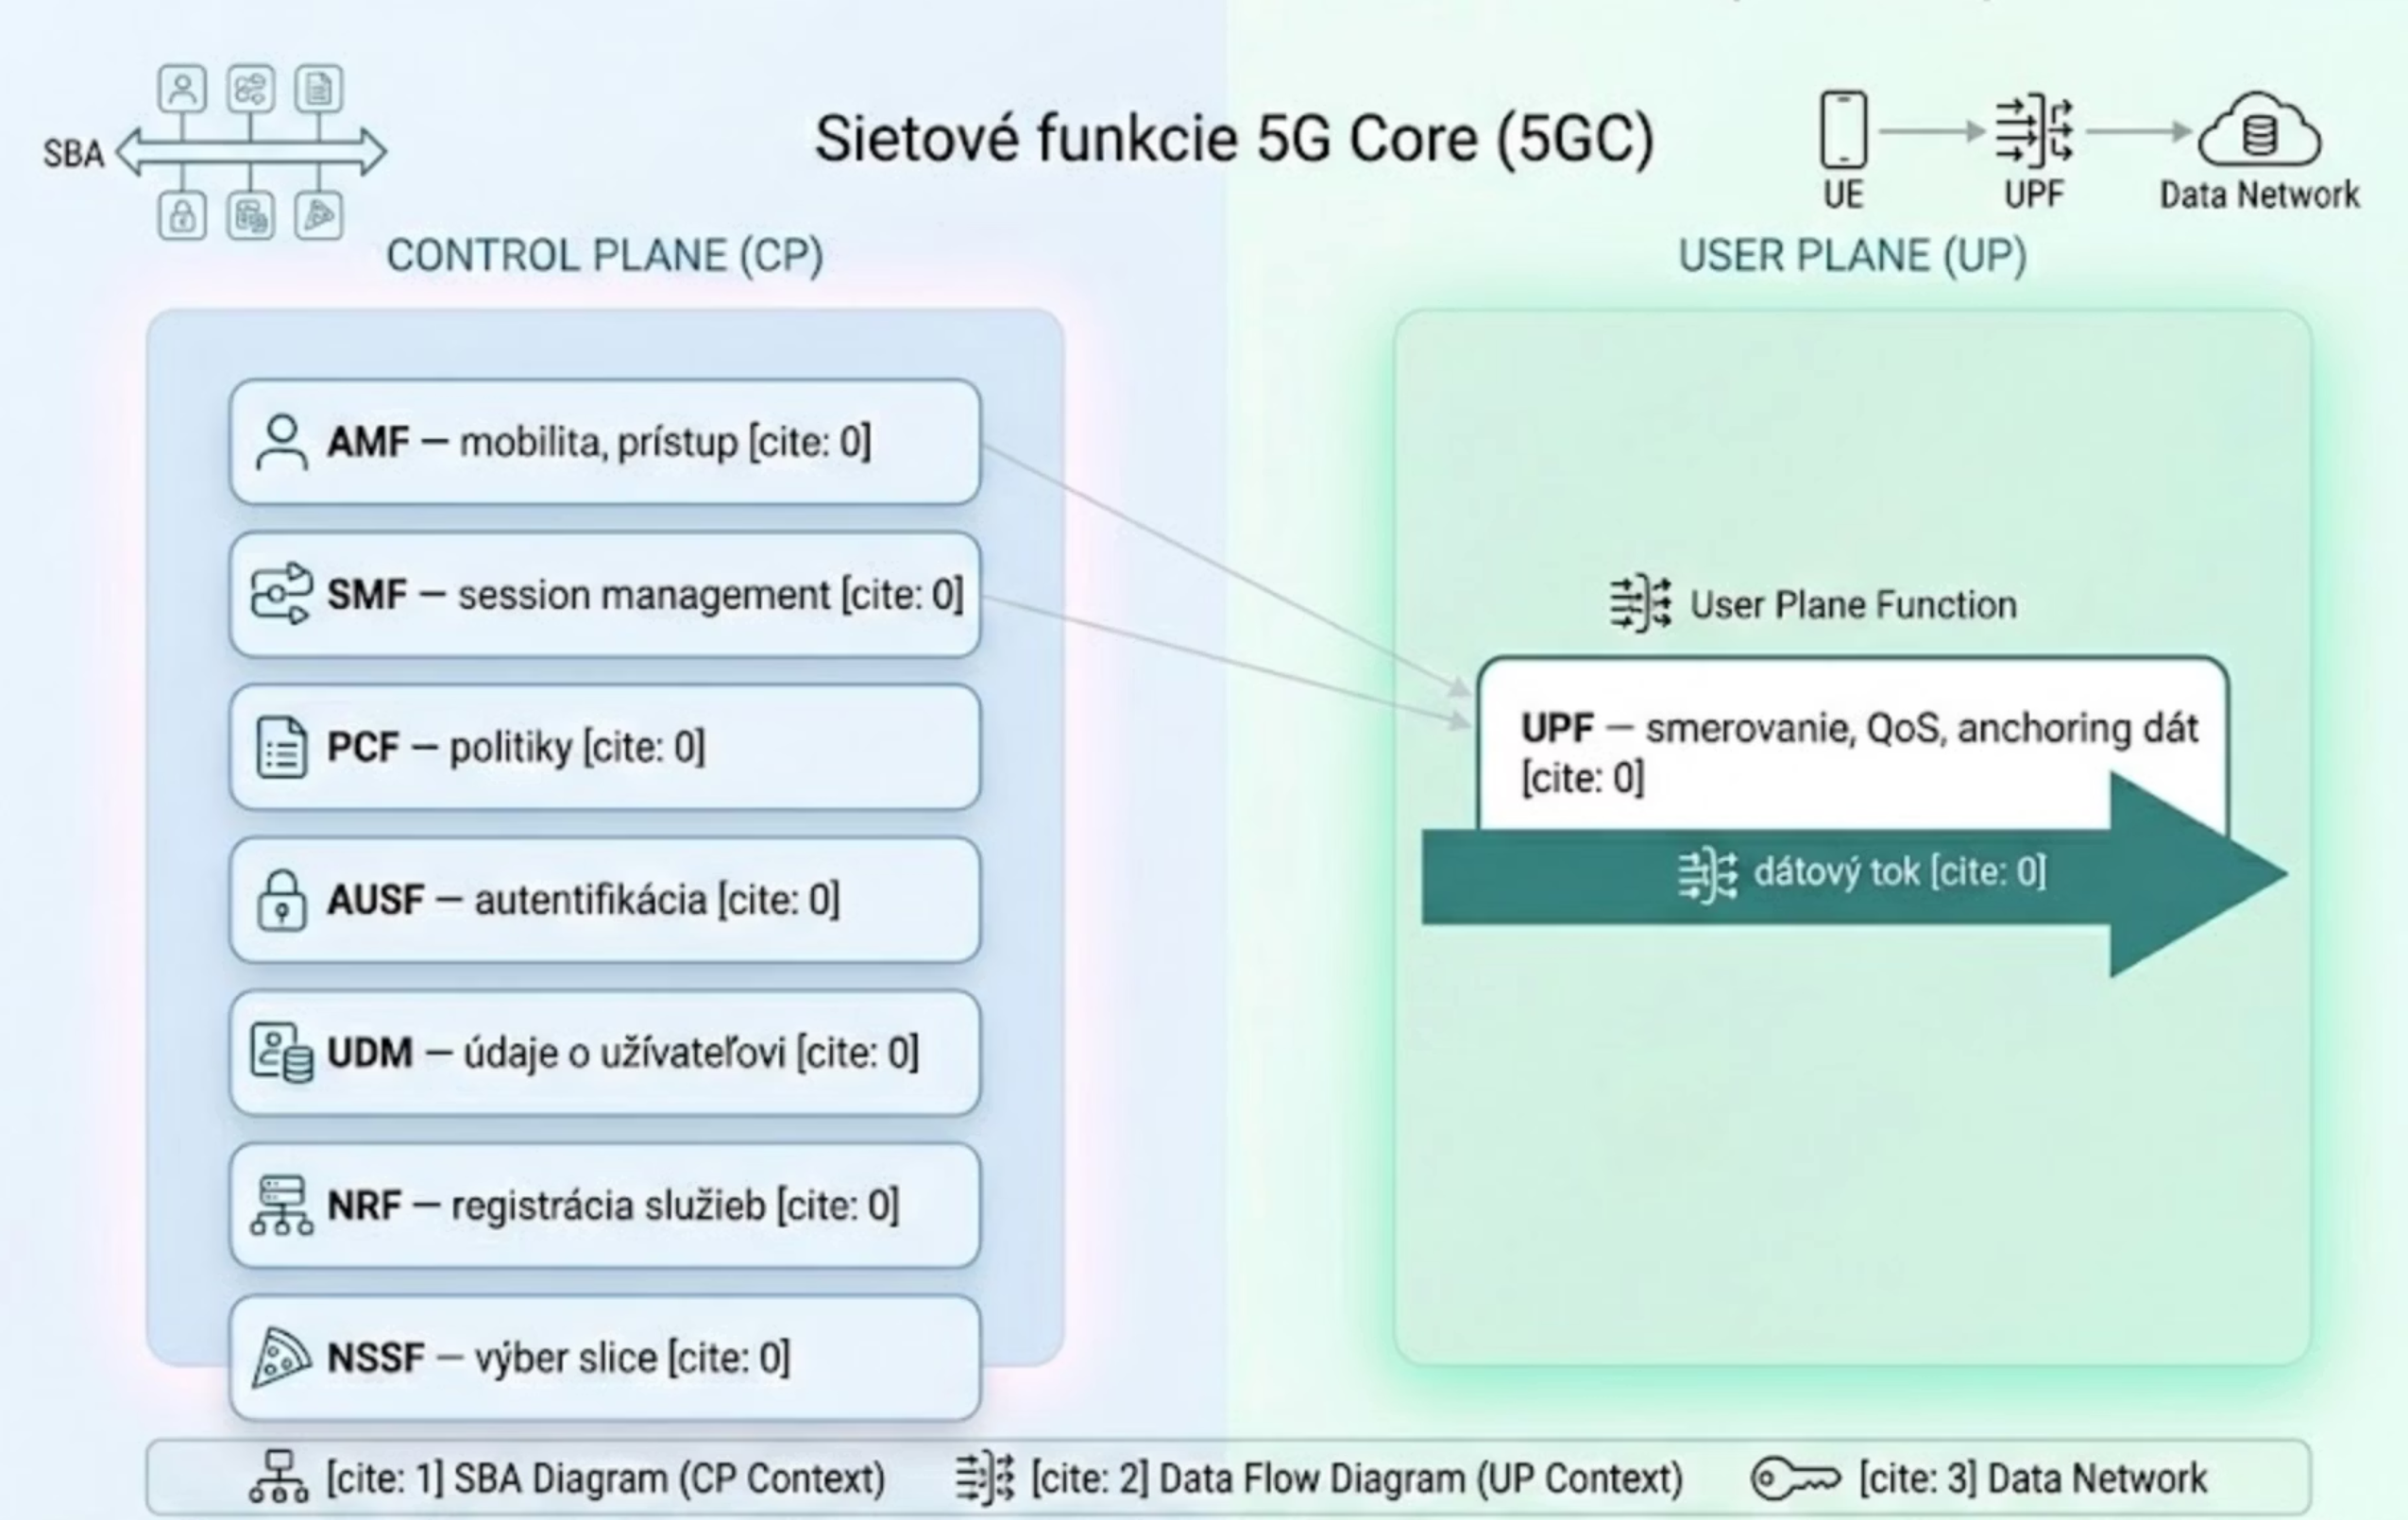 SBA
Sietové funkcie 5G Core (5GC)
UE
UPF
Data Network
CONTROL PLANE (CP)
USER PLANE (UP)
AMF — mobilita, prístup [cite: 0]
SMF — session management [cite: 0]
PCF — politiky [cite: 0]
AUSF — autentifikácia [cite: 0]
UDM — údaje o užívateľovi [cite: 0]
NRF — registrácia služieb [cite: 0]
NSSF — výber slice [cite: 0]
User Plane Function
UPF — smerovanie, QoS, anchoring dát
[cite: 0]
dátový tok [cite: 0]
[cite: 1] SBA Diagram (CP Context)
[cite: 2] Data Flow Diagram (UP Context)
[cite: 3] Data Network